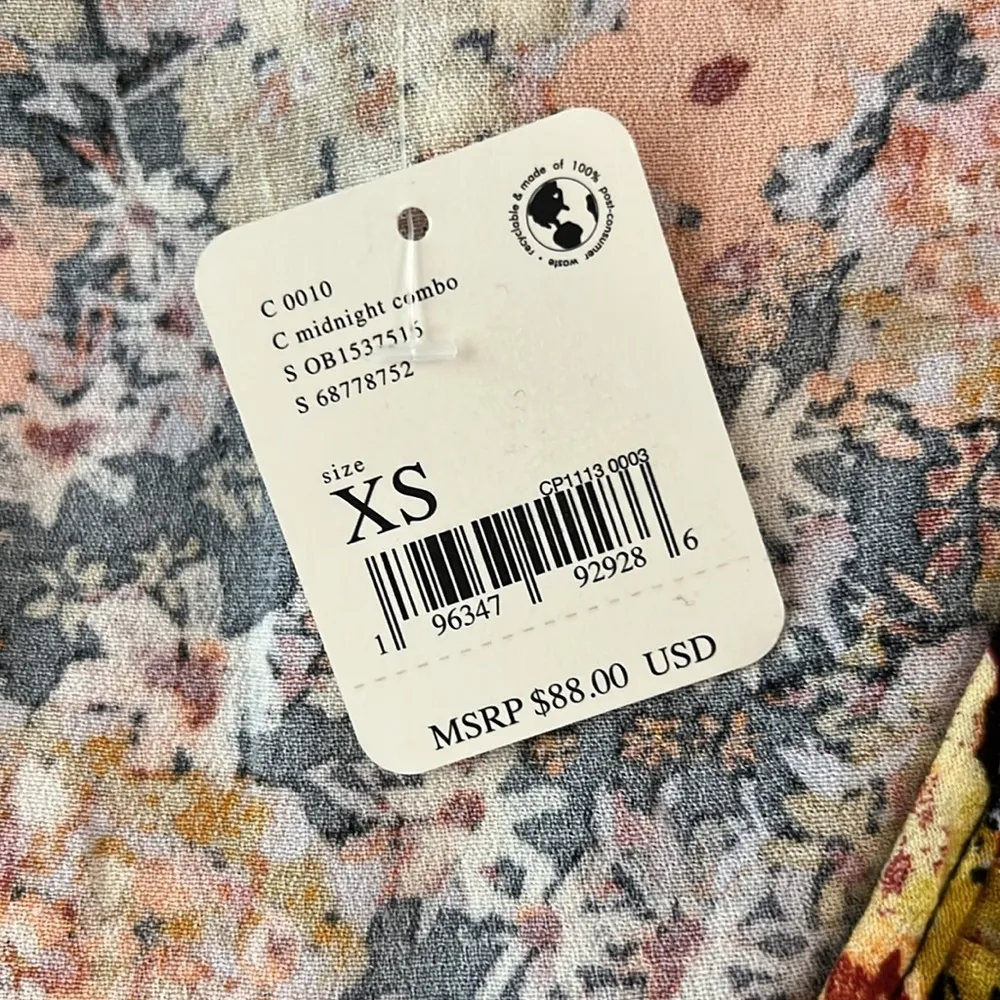 recyclable & made of 100% post-consumer waste •
C 0010
C midnight combo
S OB1537515
S 68778752
size
XS
CP1113 0003
1 96347 92928 6
MSRP $88.00 USD